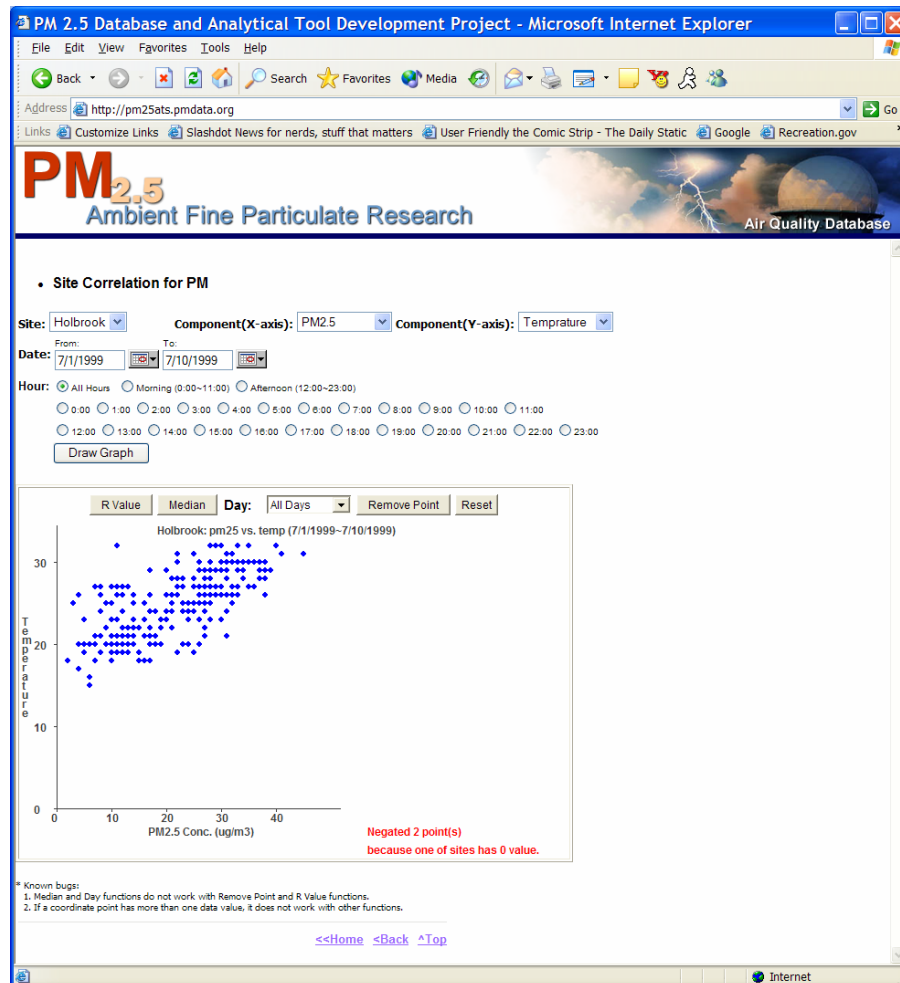 PM 2.5 Database and Analytical Tool Development Project - Microsoft Internet Explorer
File Edit View Favorites Tools Help
Back Search Favorites Media
Address http://pm25ats.pmdata.org Go
Links Customize Links Slashdot News for nerds, stuff that matters User Friendly the Comic Strip - The Daily Static Google Recreation.gov »
PM2.5
Ambient Fine Particulate Research
Air Quality Database
• Site Correlation for PM
Site: Holbrook Component(X-axis): PM2.5 Component(Y-axis): Temprature
From: To:
Date: 7/1/1999 7/10/1999
Hour: All Hours Morning (0:00~11:00) Afternoon (12:00~23:00)
0:00 1:00 2:00 3:00 4:00 5:00 6:00 7:00 8:00 9:00 10:00 11:00
12:00 13:00 14:00 15:00 16:00 17:00 18:00 19:00 20:00 21:00 22:00 23:00
Draw Graph
R Value Median Day: All Days Remove Point Reset
Holbrook: pm25 vs. temp (7/1/1999~7/10/1999)
30
Temperature
20
10
0
0 10 20 30 40
PM2.5 Conc. (ug/m3)
Negated 2 point(s)
because one of sites has 0 value.
* Known bugs:
1. Median and Day functions do not work with Remove Point and R Value functions.
2. If a coordinate point has more than one data value, it does not work with other functions.
<<Home <Back ^Top
Internet